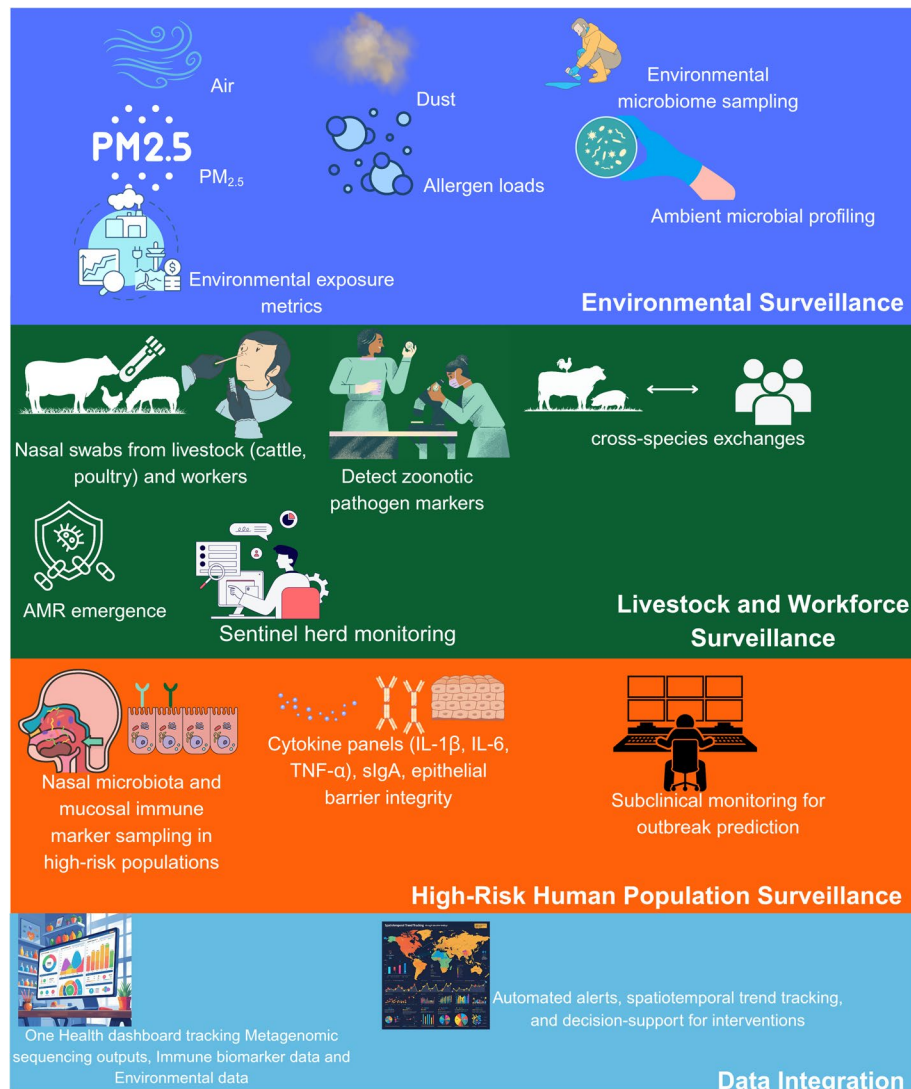 Air
Dust
Environmental
microbiome sampling
PM2.5
PM2.5
Allergen loads
Ambient microbial profiling
Environmental exposure
metrics
Environmental Surveillance
Nasal swabs from livestock (cattle,
poultry) and workers
Detect zoonotic
pathogen markers
cross-species exchanges
AMR emergence
Sentinel herd monitoring
Livestock and Workforce
Surveillance
Nasal microbiota and
mucosal immune
marker sampling in
high-risk populations
Cytokine panels (IL-1β, IL-6,
TNF-α), sIgA, epithelial
barrier integrity
Subclinical monitoring for
outbreak prediction
High-Risk Human Population Surveillance
One Health dashboard tracking Metagenomic
sequencing outputs, Immune biomarker data and
Environmental data
Automated alerts, spatiotemporal trend tracking,
and decision-support for interventions
Data Integration